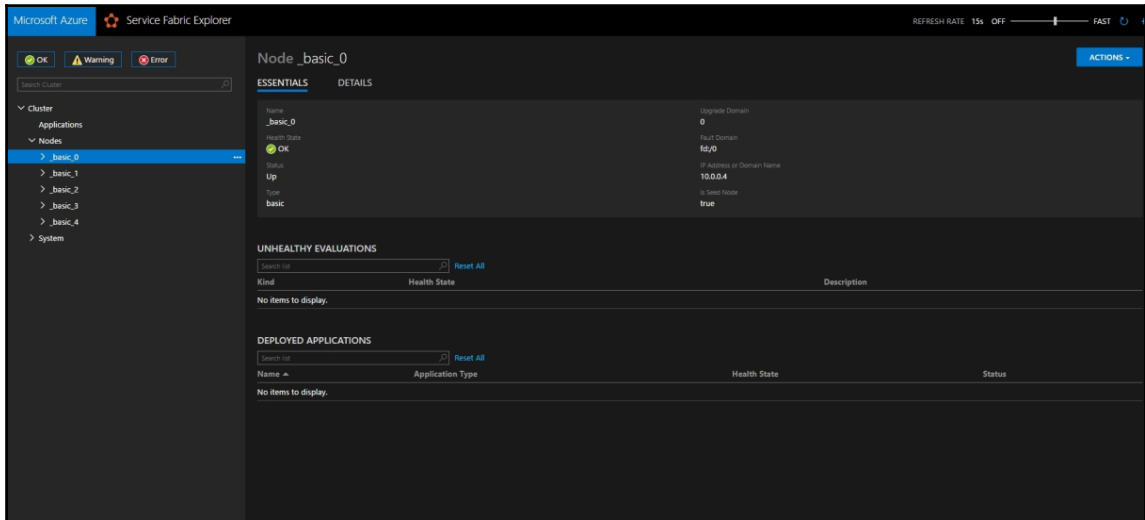 Microsoft Azure Service Fabric Explorer REFRESH RATE 15s OFF FAST
OK Warning Error
Search Cluster
Cluster
Applications
Nodes
_basic_0 ...
_basic_1
_basic_2
_basic_3
_basic_4
System
Node _basic_0 ACTIONS
ESSENTIALS DETAILS
Name Upgrade Domain
_basic_0 0
Health State Fault Domain
OK fd:/0
Status IP Address or Domain Name
Up 10.0.0.4
Type Is Seed Node
basic true
UNHEALTHY EVALUATIONS
Search list Reset All
Kind Health State Description
No items to display.
DEPLOYED APPLICATIONS
Search list Reset All
Name Application Type Health State Status
No items to display.